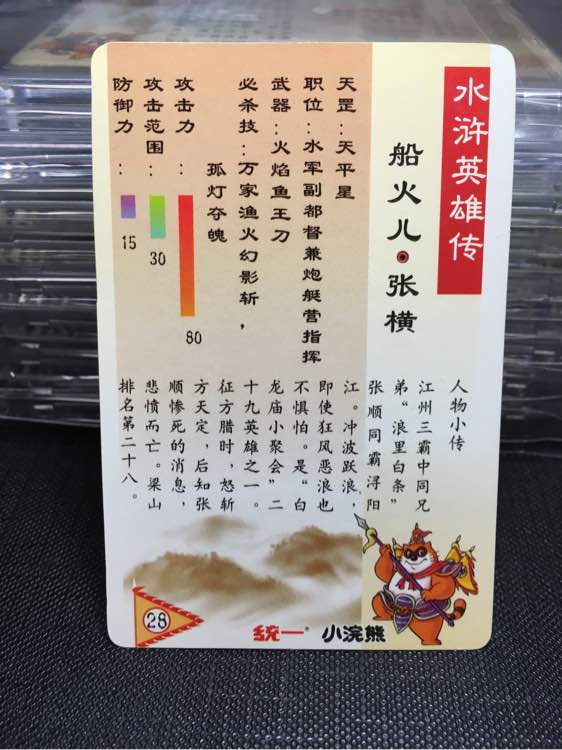 水浒英雄传
船火儿·张横
天罡:天平星
职位:水军副都督兼炮艇营指挥
武器:火焰鱼王刀
必杀技:万家渔火幻影斩,
孤灯夺魄
攻击力:
80
攻击范围:
30
防御力:
15
人物小传
江州三霸中同兄
弟“浪里白条”
张顺同霸浔阳
江。冲波跃浪,
即使狂风恶浪也
不惧怕。是“白
龙庙小聚会”二
十九英雄之一。
征方腊时,怒斩
方天定,后知张
顺惨死的消息,
悲愤而亡。梁山
排名第二十八。
28
统一 小浣熊